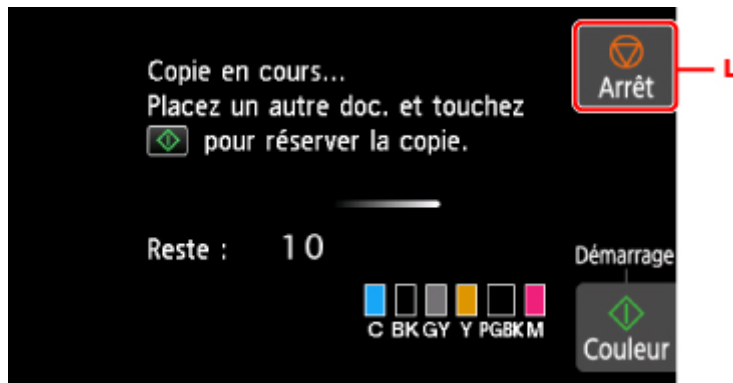 Copie en cours...
Placez un autre doc. et touchez
pour réserver la copie.
Arrêt
L
Reste : 10
C BK GY Y PGBK M
Démarrage
Couleur